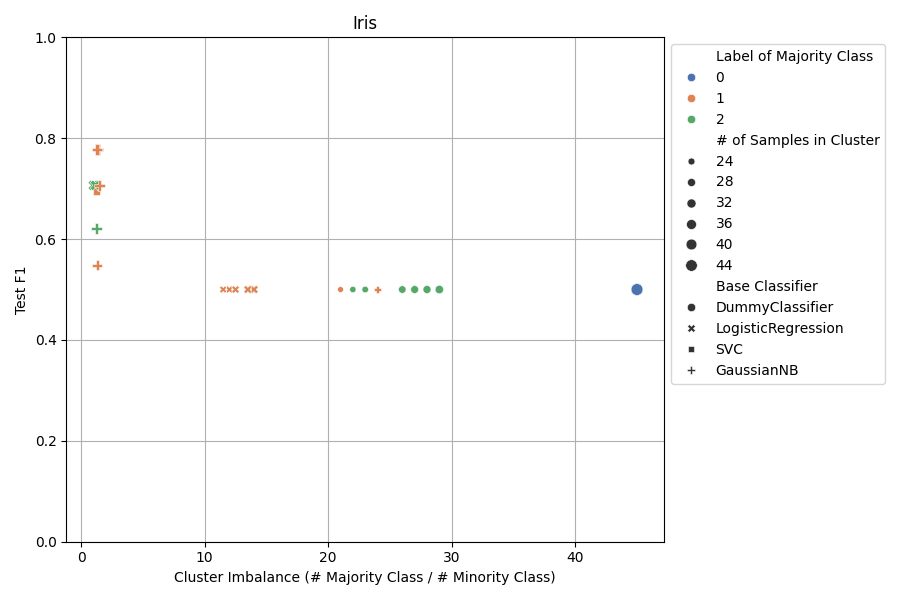 Iris
1.0
0.8
0.6
0.4
0.2
0.0
Test F1
0
10
20
30
40
Cluster Imbalance (# Majority Class / # Minority Class)
Label of Majority Class
0
1
2
# of Samples in Cluster
24
28
32
36
40
44
Base Classifier
DummyClassifier
LogisticRegression
SVC
GaussianNB